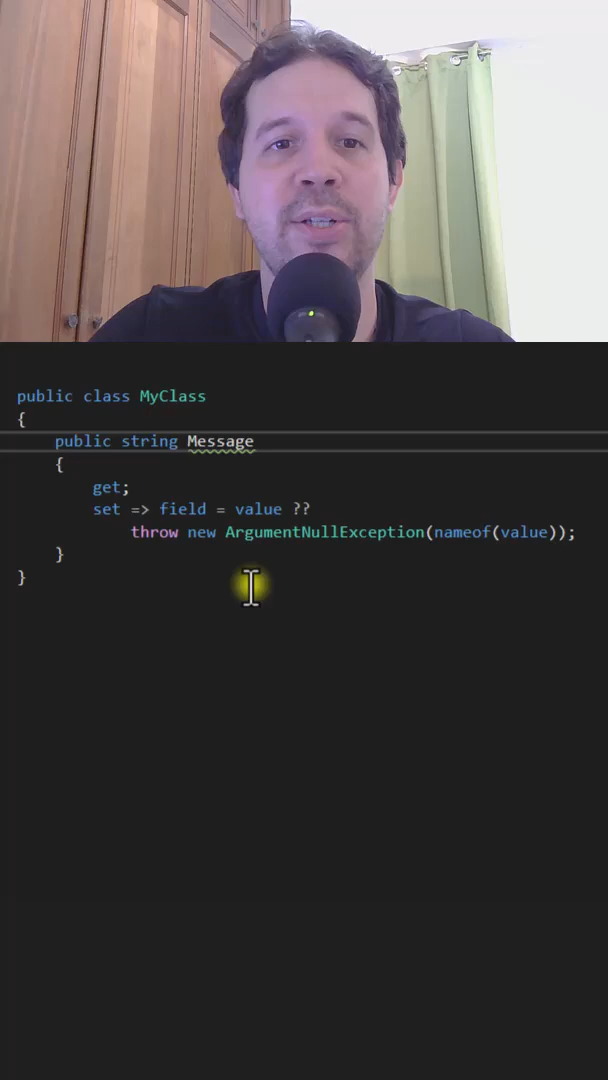 public class MyClass
{
public string Message
{
get;
set => field = value ??
throw new ArgumentNullException(nameof(value));
}
}